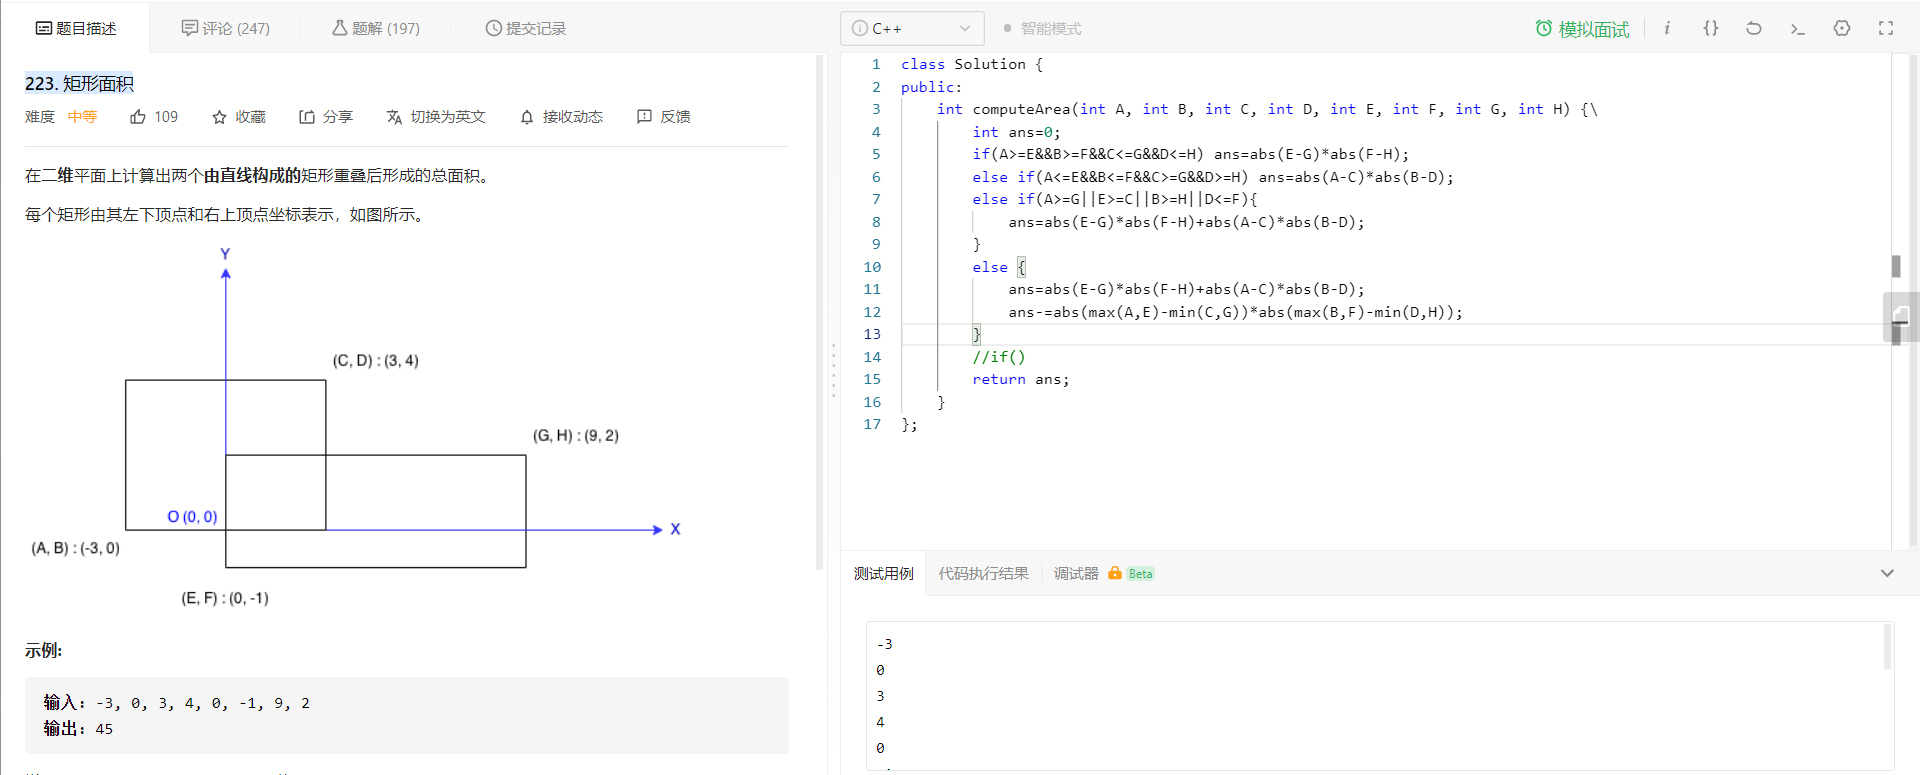 题目描述
评论 (247)
题解 (197)
提交记录
223. 矩形面积
难度 中等 109 收藏 分享 切换为英文 接收动态 反馈
在二维平面上计算出两个由直线构成的矩形重叠后形成的总面积。
每个矩形由其左下顶点和右上顶点坐标表示，如图所示。
Y
(C, D) : (3, 4)
(G, H) : (9, 2)
O (0, 0)
X
(A, B) : (-3, 0)
(E, F) : (0, -1)
示例:
输入: -3, 0, 3, 4, 0, -1, 9, 2
输出: 45
C++
智能模式
模拟面试
1 class Solution {
2 public:
3     int computeArea(int A, int B, int C, int D, int E, int F, int G, int H) {\
4         int ans=0;
5         if(A>=E&&B>=F&&C<=G&&D<=H) ans=abs(E-G)*abs(F-H);
6         else if(A<=E&&B<=F&&C>=G&&D>=H) ans=abs(A-C)*abs(B-D);
7         else if(A>=G||E>=C||B>=H||D<=F){
8             ans=abs(E-G)*abs(F-H)+abs(A-C)*abs(B-D);
9         }
10         else {
11             ans=abs(E-G)*abs(F-H)+abs(A-C)*abs(B-D);
12             ans-=abs(max(A,E)-min(C,G))*abs(max(B,F)-min(D,H));
13         }
14         //if()
15         return ans;
16     }
17 };
测试用例
代码执行结果
调试器 Beta
-3
0
3
4
0